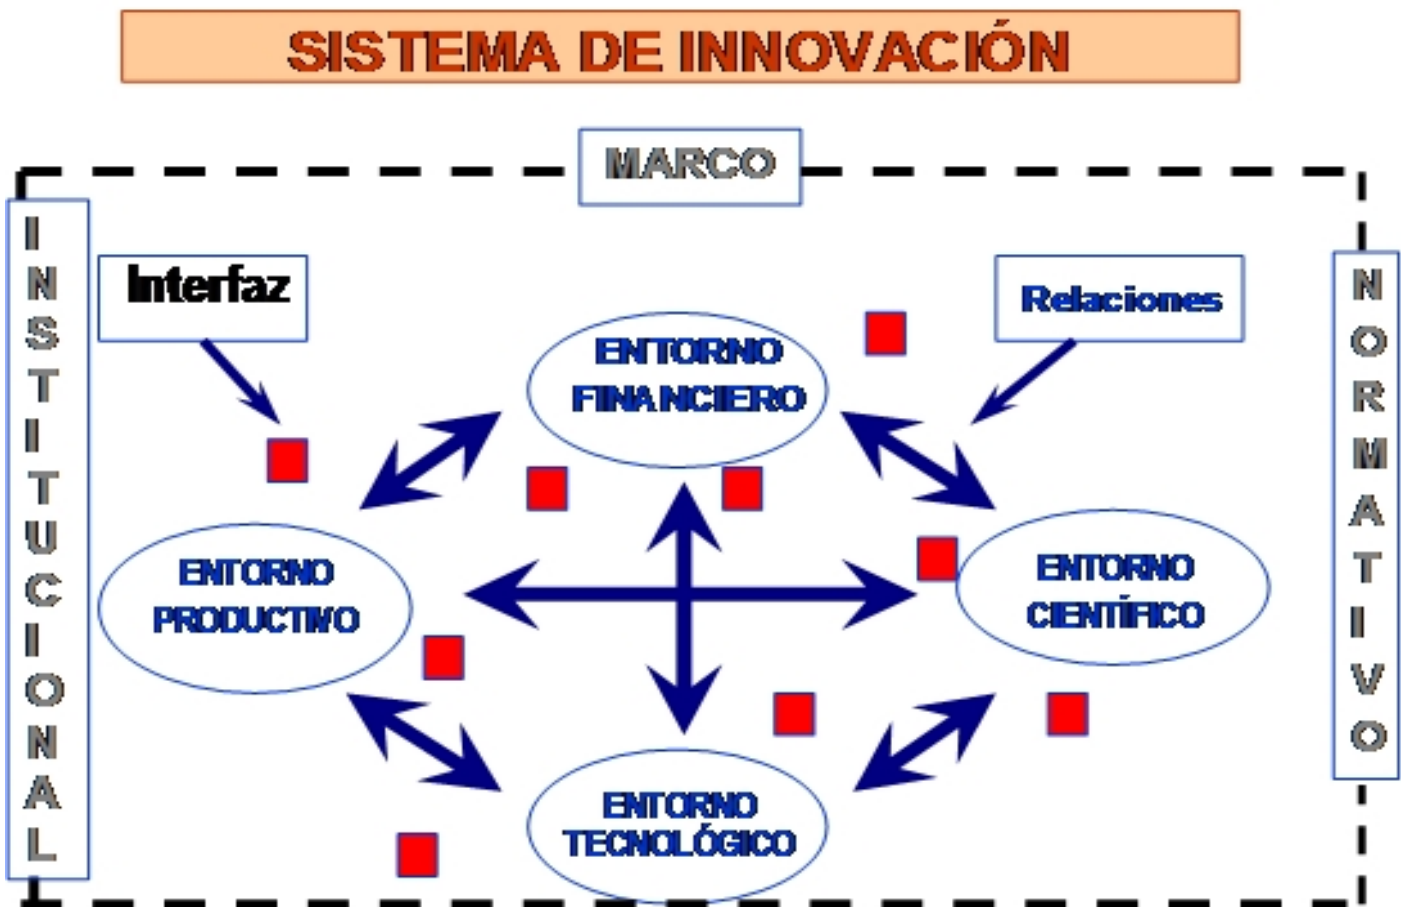 SISTEMA DE INNOVACIÓN
MARCO
INSTITUCIONAL
Interfaz
Relaciones
NORMATIVO
ENTORNO
FINANCIERO
ENTORNO
PRODUCTIVO
ENTORNO
CIENTÍFICO
ENTORNO
TECNOLÓGICO